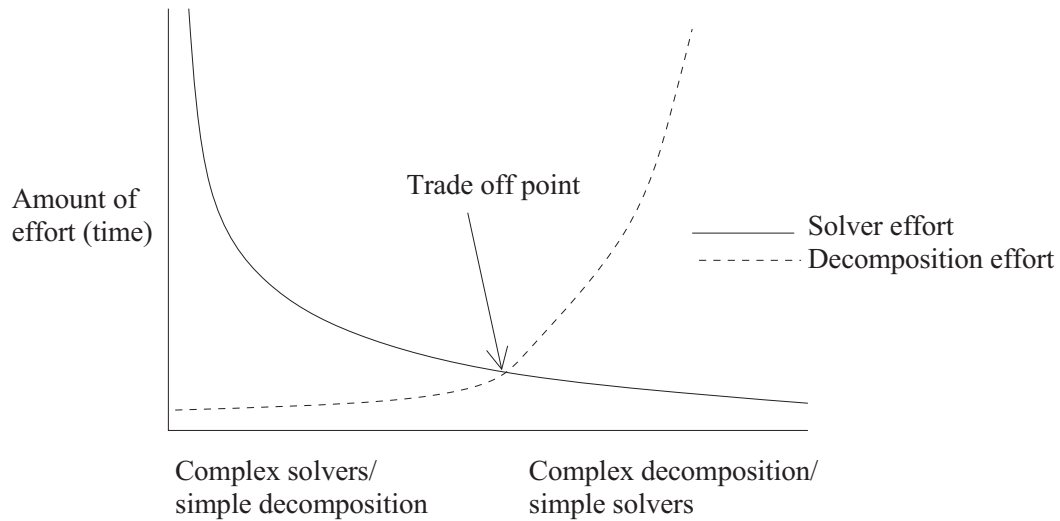 Trade off point
Amount of
effort (time)
Solver effort
Decomposition effort
Complex solvers/
simple decomposition
Complex decomposition/
simple solvers